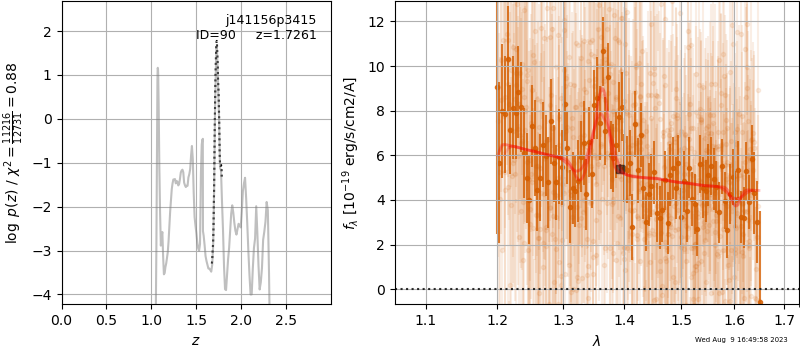 j141156p3415
ID=90 z=1.7261
log p(z) / χ² = 11216/12731 = 0.88
2
1
0
−1
−2
−3
−4
0.0 0.5 1.0 1.5 2.0 2.5
z
fλ [10⁻¹⁹ erg/s/cm2/A]
12
10
8
6
4
2
0
1.1 1.2 1.3 1.4 1.5 1.6 1.7
λ
Wed Aug 9 16:49:58 2023